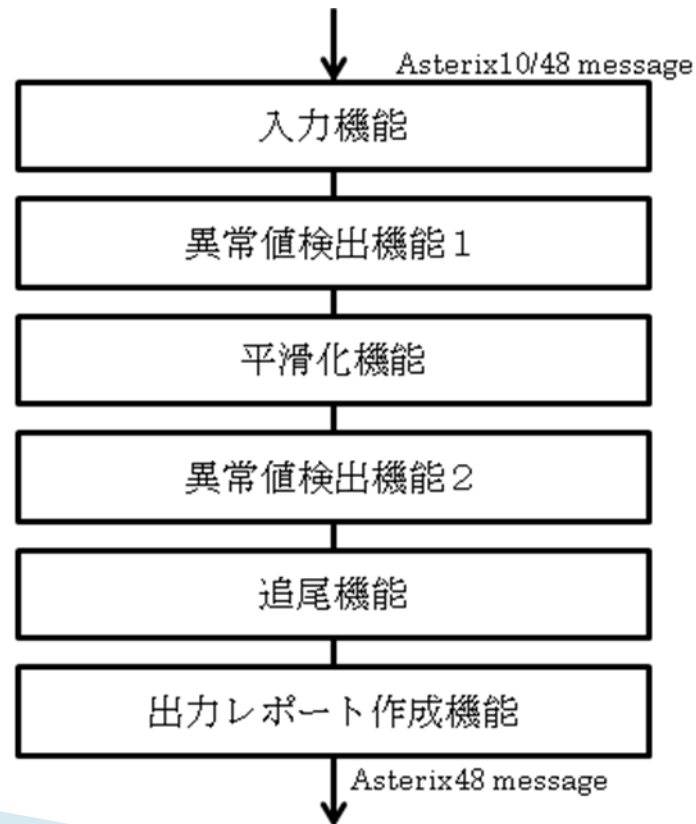 Asterix10/48 message
入力機能
異常値検出機能１
平滑化機能
異常値検出機能２
追尾機能
出力レポート作成機能
Asterix48 message